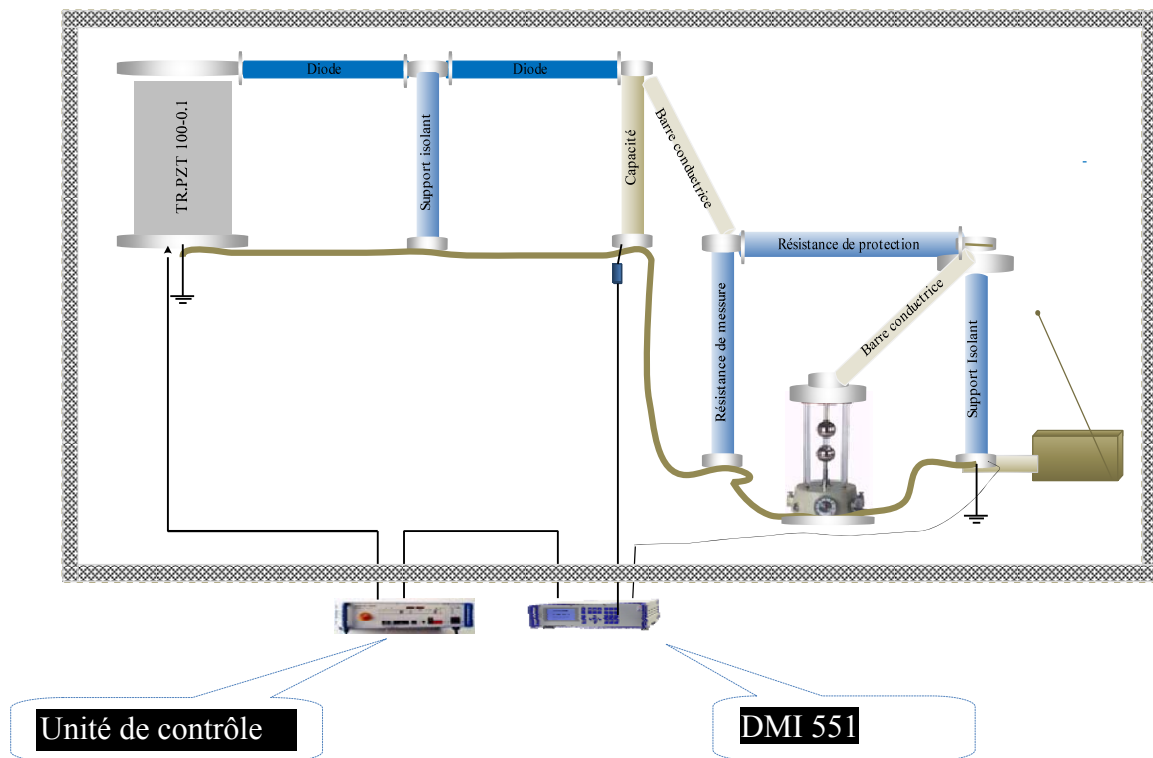 Diode
Diode
TR.PZT 100-0.1
Support isolant
Capacité
Barre conductrice
Résistance de protection
Résistance de messure
Barre conductrice
Support Isolant
Unité de contrôle
DMI 551